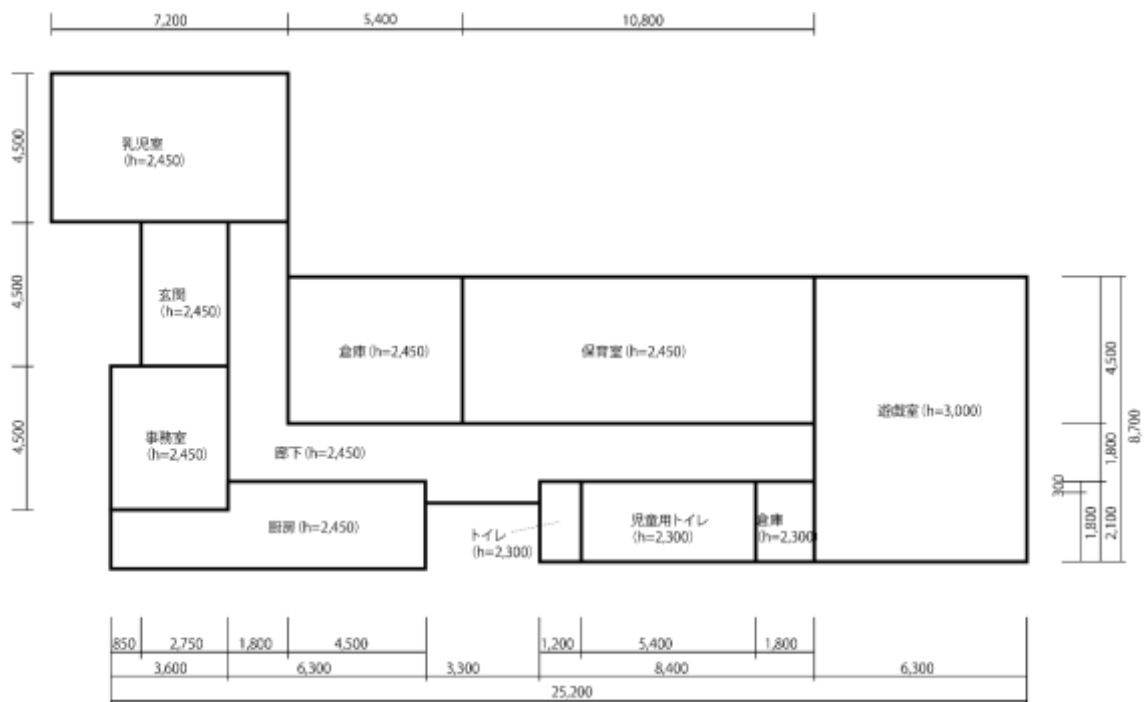 7,200
5,400
10,800
4,500
乳児室
(h=2,450)
4,500
玄関
(h=2,450)
倉庫 (h=2,450)
保育室 (h=2,450)
4,500
遊戯室 (h=3,000)
8,700
4,500
事務室
(h=2,450)
廊下 (h=2,450)
1,800
300
厨房 (h=2,450)
トイレ
(h=2,300)
児童用トイレ
(h=2,300)
倉庫
(h=2,300)
1,800
2,100
850
2,750
1,800
4,500
1,200
5,400
1,800
3,600
6,300
3,300
8,400
6,300
25,200